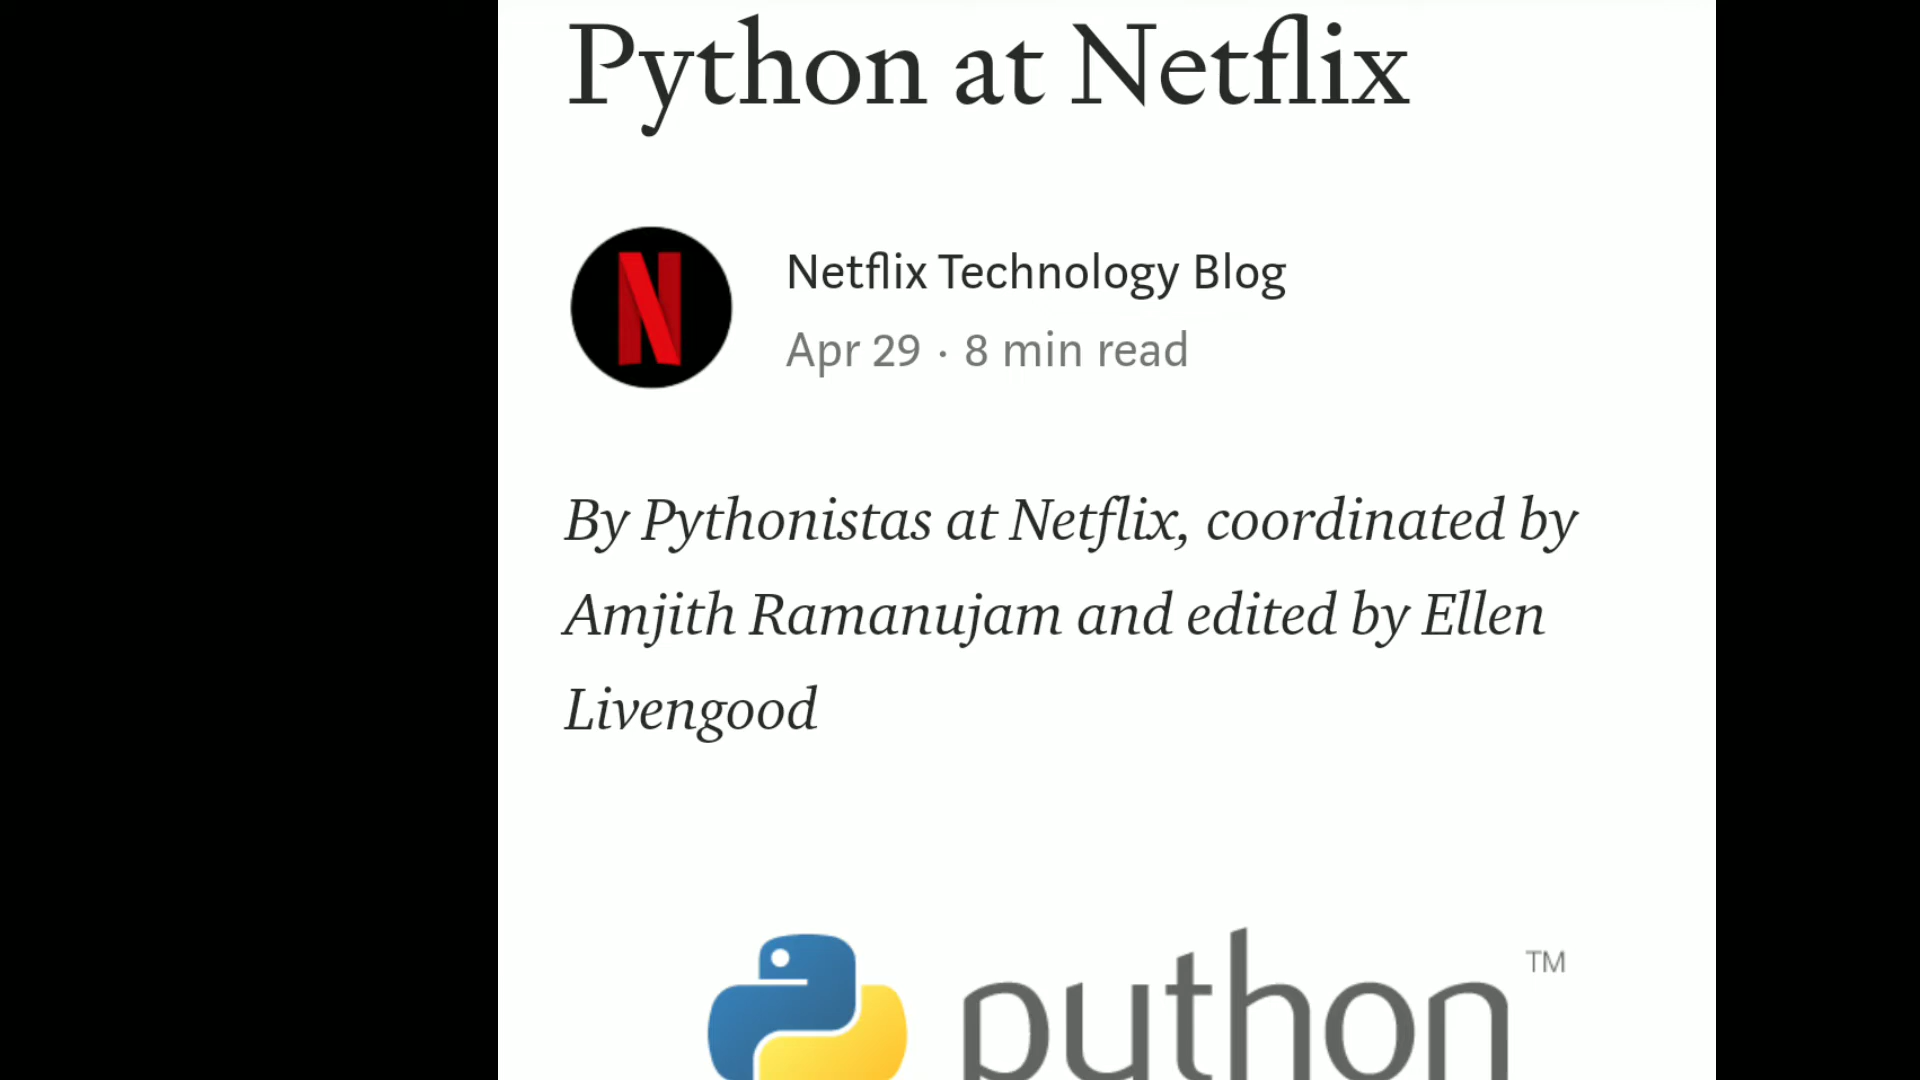 Python at Netflix
Netflix Technology Blog
Apr 29 · 8 min read
By Pythonistas at Netflix, coordinated by
Amjith Ramanujam and edited by Ellen
Livengood
python
TM